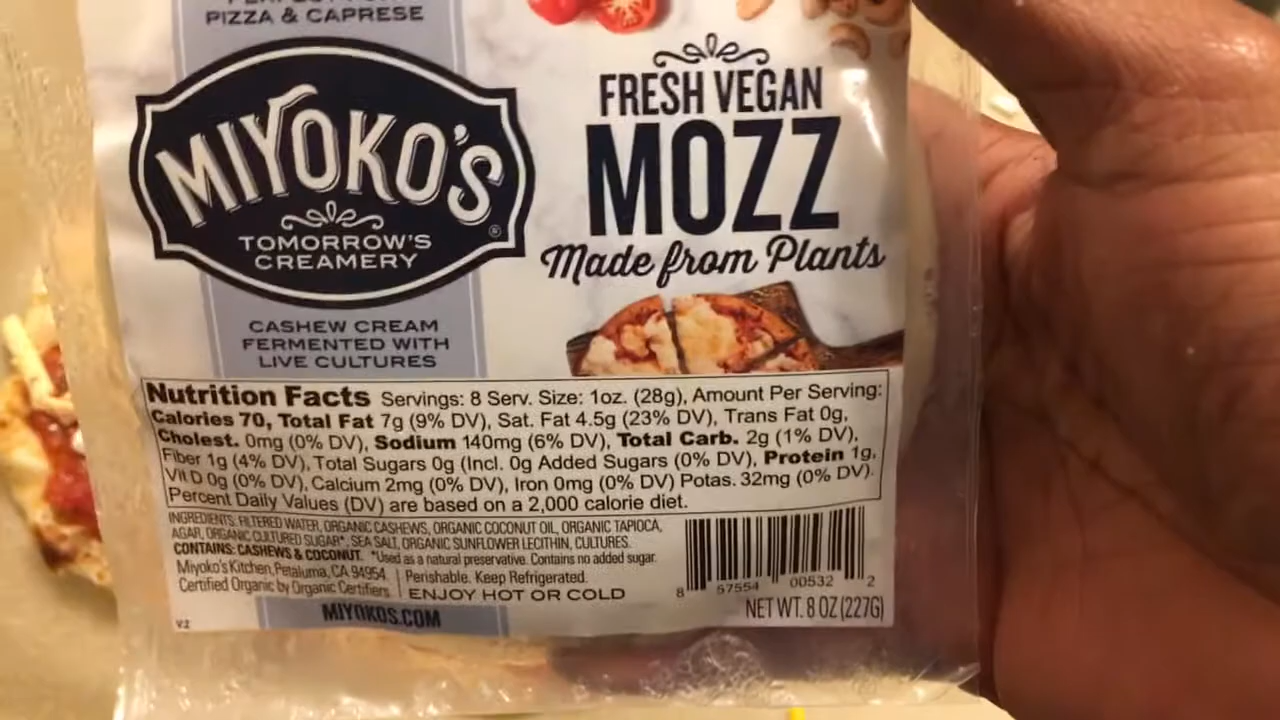 PIZZA & CAPRESE
MIYOKO'S
®
TOMORROW'S
CREAMERY
CASHEW CREAM
FERMENTED WITH
LIVE CULTURES
FRESH VEGAN
MOZZ
Made from Plants
Nutrition Facts Servings: 8 Serv. Size: 1oz. (28g), Amount Per Serving:
Calories 70, Total Fat 7g (9% DV), Sat. Fat 4.5g (23% DV), Trans Fat 0g,
Cholest. 0mg (0% DV), Sodium 140mg (6% DV), Total Carb. 2g (1% DV),
Fiber 1g (4% DV), Total Sugars 0g (Incl. 0g Added Sugars (0% DV), Protein 1g,
Vit D 0g (0% DV), Calcium 2mg (0% DV), Iron 0mg (0% DV) Potas. 32mg (0% DV).
Percent Daily Values (DV) are based on a 2,000 calorie diet.
INGREDIENTS: FILTERED WATER, ORGANIC CASHEWS, ORGANIC COCONUT OIL, ORGANIC TAPIOCA,
AGAR, ORGANIC CULTURED SUGAR*, SEA SALT, ORGANIC SUNFLOWER LECITHIN, CULTURES.
CONTAINS: CASHEWS & COCONUT. *Used as a natural preservative. Contains no added sugar.
Miyoko's Kitchen, Petaluma, CA 94954
Certified Organic by Organic Certifiers
Perishable. Keep Refrigerated.
ENJOY HOT OR COLD
8 57554 00532 2
NET WT. 8 OZ (227G)
V.2
MIYOKOS.COM